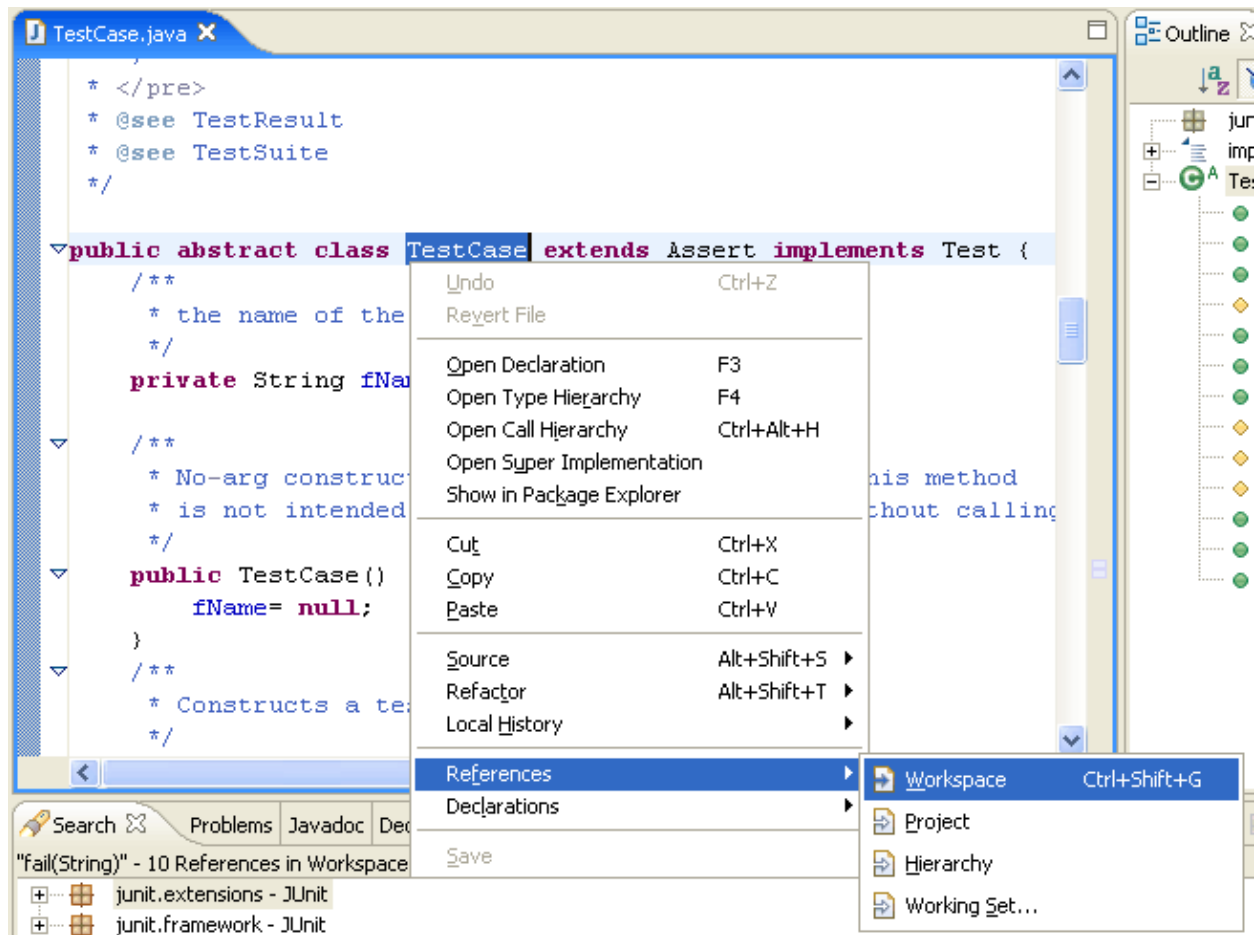 TestCase.java
Outline
* </pre>
* @see TestResult
* @see TestSuite
*/
public abstract class TestCase extends Assert implements Test {
/**
* the name of the
*/
private String fNa
/**
* No-arg construc
his method
* is not intended
thout calling
*/
public TestCase()
fName= null;
}
/**
* Constructs a te
*/
Undo Ctrl+Z
Revert File
Open Declaration F3
Open Type Hierarchy F4
Open Call Hierarchy Ctrl+Alt+H
Open Super Implementation
Show in Package Explorer
Cut Ctrl+X
Copy Ctrl+C
Paste Ctrl+V
Source Alt+Shift+S
Refactor Alt+Shift+T
Local History
References
Declarations
Save
Workspace Ctrl+Shift+G
Project
Hierarchy
Working Set...
jun
imp
Tes
Search Problems Javadoc Dec
"fail(String)" - 10 References in Workspace
junit.extensions - JUnit
junit.framework - JUnit